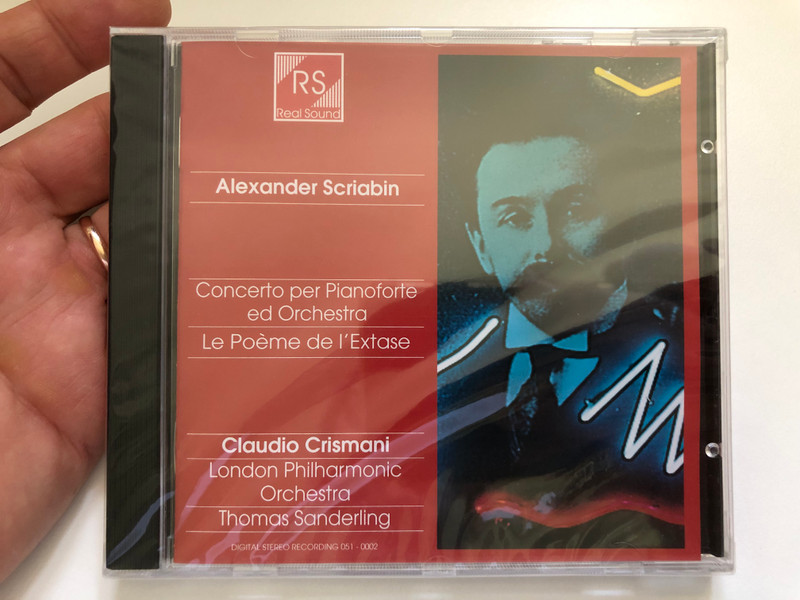 RS
Real Sound
Alexander Scriabin
Concerto per Pianoforte
ed Orchestra
Le Poème de l'Extase
Claudio Crismani
London Philharmonic
Orchestra
Thomas Sanderling
DIGITAL STEREO RECORDING 051 - 0002